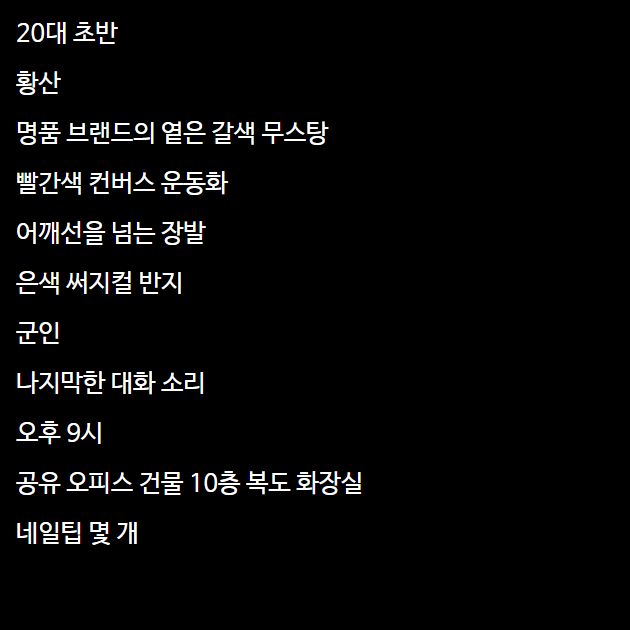 20대 초반
황산
명품 브랜드의 옅은 갈색 무스탕
빨간색 컨버스 운동화
어깨선을 넘는 장발
은색 써지컬 반지
군인
나지막한 대화 소리
오후 9시
공유 오피스 건물 10층 복도 화장실
네일팁 몇 개